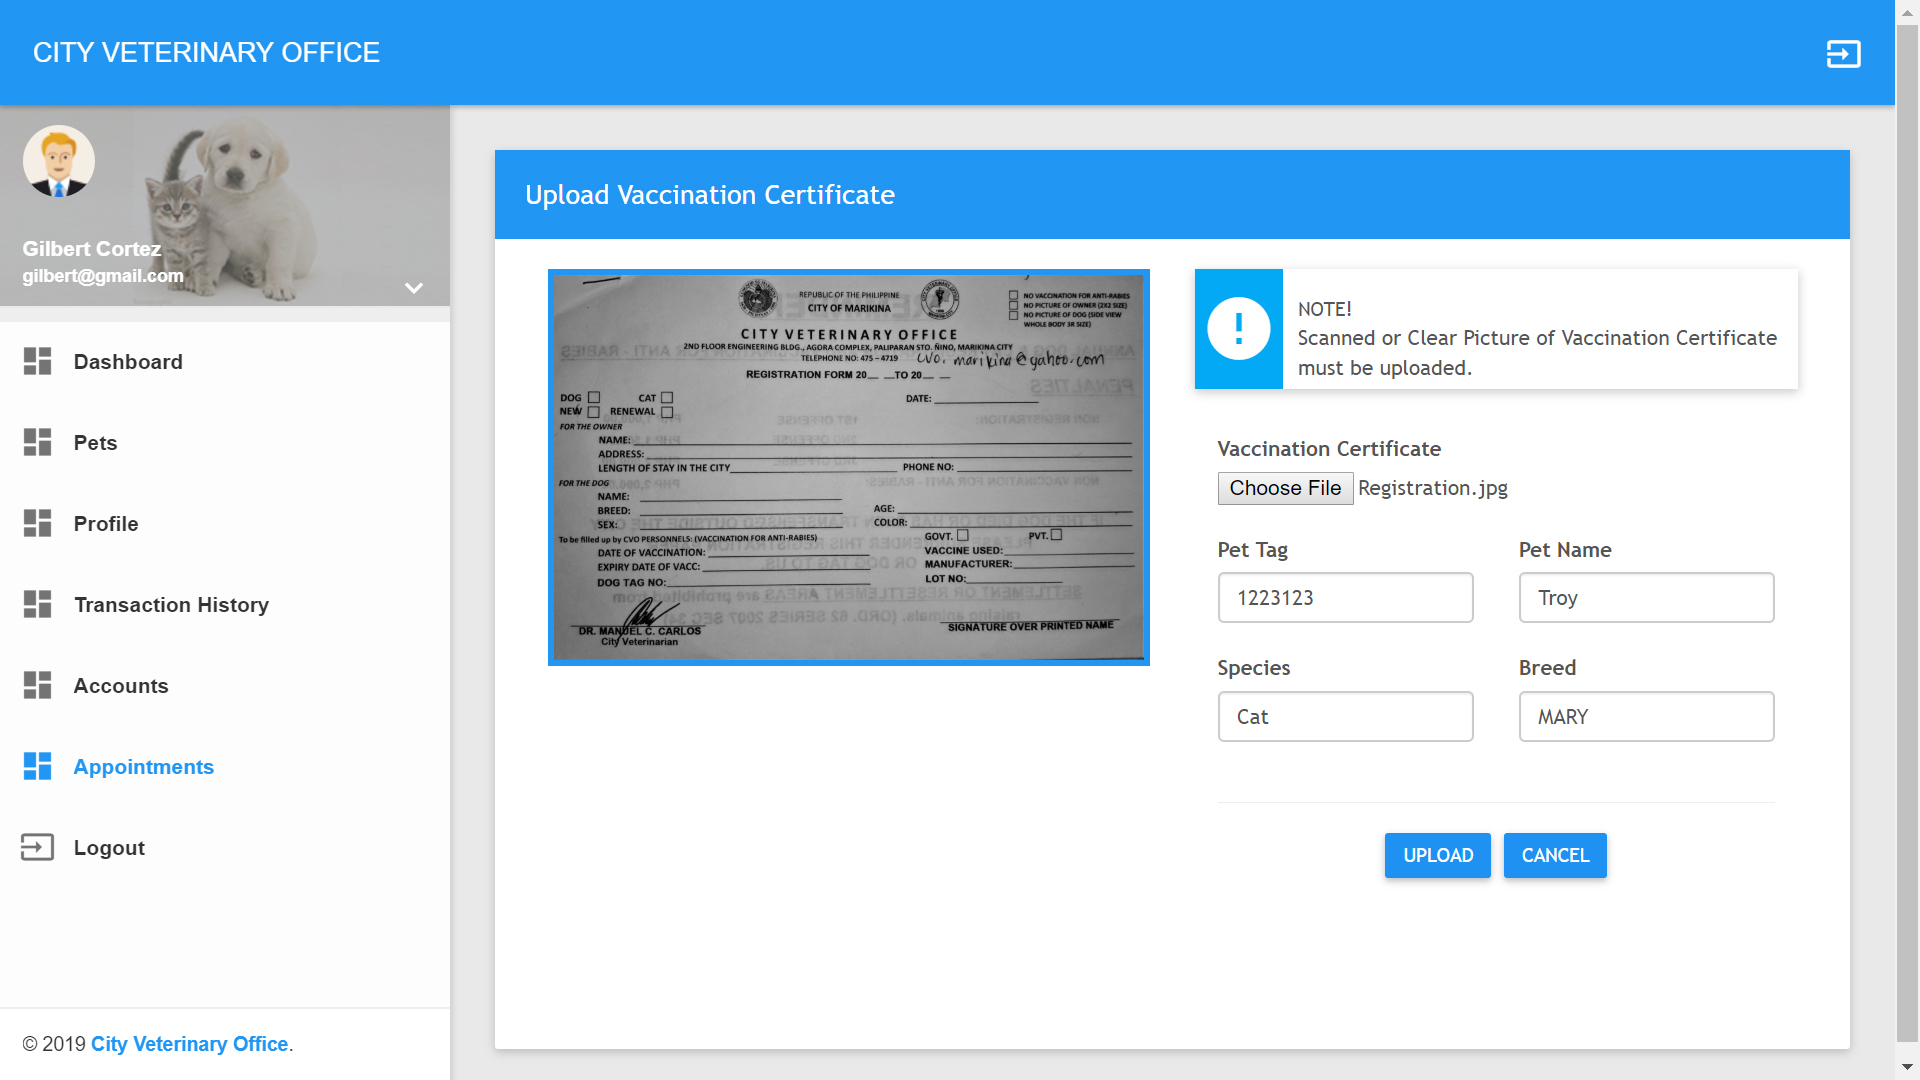 CITY VETERINARY OFFICE
Gilbert Cortez
gilbert@gmail.com
Dashboard
Pets
Profile
Transaction History
Accounts
Appointments
Logout
© 2019 City Veterinary Office.
Upload Vaccination Certificate
REPUBLIC OF THE PHILIPPINE
CITY OF MARIKINA
CITY VETERINARY OFFICE
2ND FLOOR ENGINEERING BLDG., AGORA COMPLEX, PALIPARAN STO. NIÑO, MARIKINA CITY
TELEPHONE NO: 475 – 4719 cvo.marikina@yahoo.com
REGISTRATION FORM 20__ __TO 20__ __
NO VACCINATION FOR ANTI-RABIES
NO PICTURE OF OWNER (2X2 SIZE)
NO PICTURE OF DOG (SIDE VIEW
WHOLE BODY 3R SIZE)
DOG CAT DATE:
NEW RENEWAL
FOR THE OWNER
NAME:
ADDRESS:
LENGTH OF STAY IN THE CITY PHONE NO:
FOR THE DOG
NAME:
BREED: AGE:
SEX: COLOR:
To be filled up by CVO PERSONNELS: (VACCINATION FOR ANTI-RABIES) GOVT. PVT.
DATE OF VACCINATION: VACCINE USED:
EXPIRY DATE OF VACC: MANUFACTURER:
DOG TAG NO: LOT NO:
DR. MANUEL C. CARLOS SIGNATURE OVER PRINTED NAME
City Veterinarian
NOTE!
Scanned or Clear Picture of Vaccination Certificate
must be uploaded.
Vaccination Certificate
Choose File Registration.jpg
Pet Tag Pet Name
1223123 Troy
Species Breed
Cat MARY
UPLOAD CANCEL